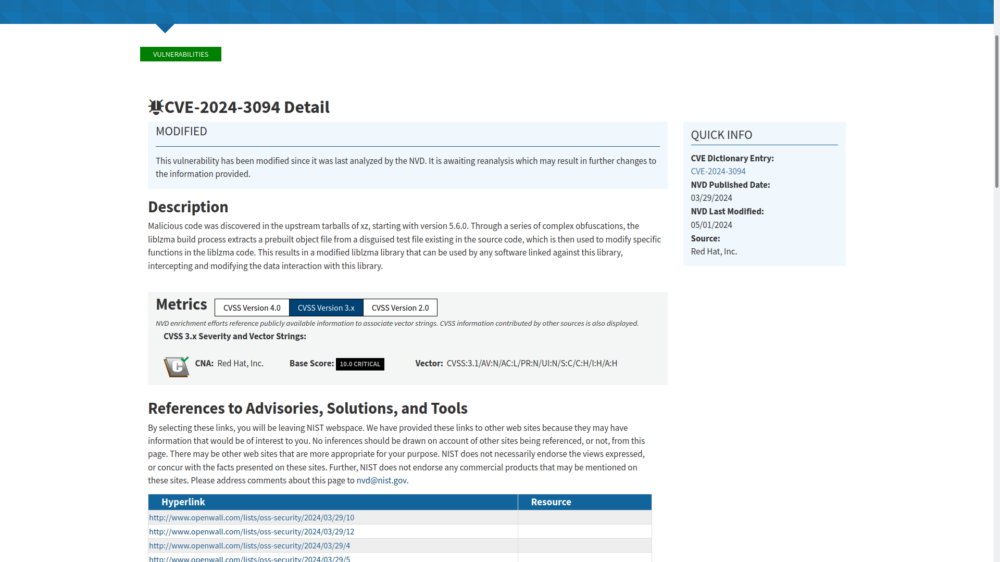 VULNERABILITIES
CVE-2024-3094 Detail
MODIFIED
This vulnerability has been modified since it was last analyzed by the NVD. It is awaiting reanalysis which may result in further changes to
the information provided.
Description
Malicious code was discovered in the upstream tarballs of xz, starting with version 5.6.0. Through a series of complex obfuscations, the
liblzma build process extracts a prebuilt object file from a disguised test file existing in the source code, which is then used to modify specific
functions in the liblzma code. This results in a modified liblzma library that can be used by any software linked against this library,
intercepting and modifying the data interaction with this library.
Metrics
CVSS Version 4.0
CVSS Version 3.x
CVSS Version 2.0
NVD enrichment efforts reference publicly available information to associate vector strings. CVSS information contributed by other sources is also displayed.
CVSS 3.x Severity and Vector Strings:
C
CNA: Red Hat, Inc.
Base Score: 10.0 CRITICAL
Vector: CVSS:3.1/AV:N/AC:L/PR:N/UI:N/S:C/C:H/I:H/A:H
References to Advisories, Solutions, and Tools
By selecting these links, you will be leaving NIST webspace. We have provided these links to other web sites because they may have
information that would be of interest to you. No inferences should be drawn on account of other sites being referenced, or not, from this
page. There may be other web sites that are more appropriate for your purpose. NIST does not necessarily endorse the views expressed,
or concur with the facts presented on these sites. Further, NIST does not endorse any commercial products that may be mentioned on
these sites. Please address comments about this page to nvd@nist.gov.
Hyperlink
Resource
http://www.openwall.com/lists/oss-security/2024/03/29/10
http://www.openwall.com/lists/oss-security/2024/03/29/12
http://www.openwall.com/lists/oss-security/2024/03/29/4
http://www.openwall.com/lists/oss-security/2024/03/29/5
QUICK INFO
CVE Dictionary Entry:
CVE-2024-3094
NVD Published Date:
03/29/2024
NVD Last Modified:
05/01/2024
Source:
Red Hat, Inc.